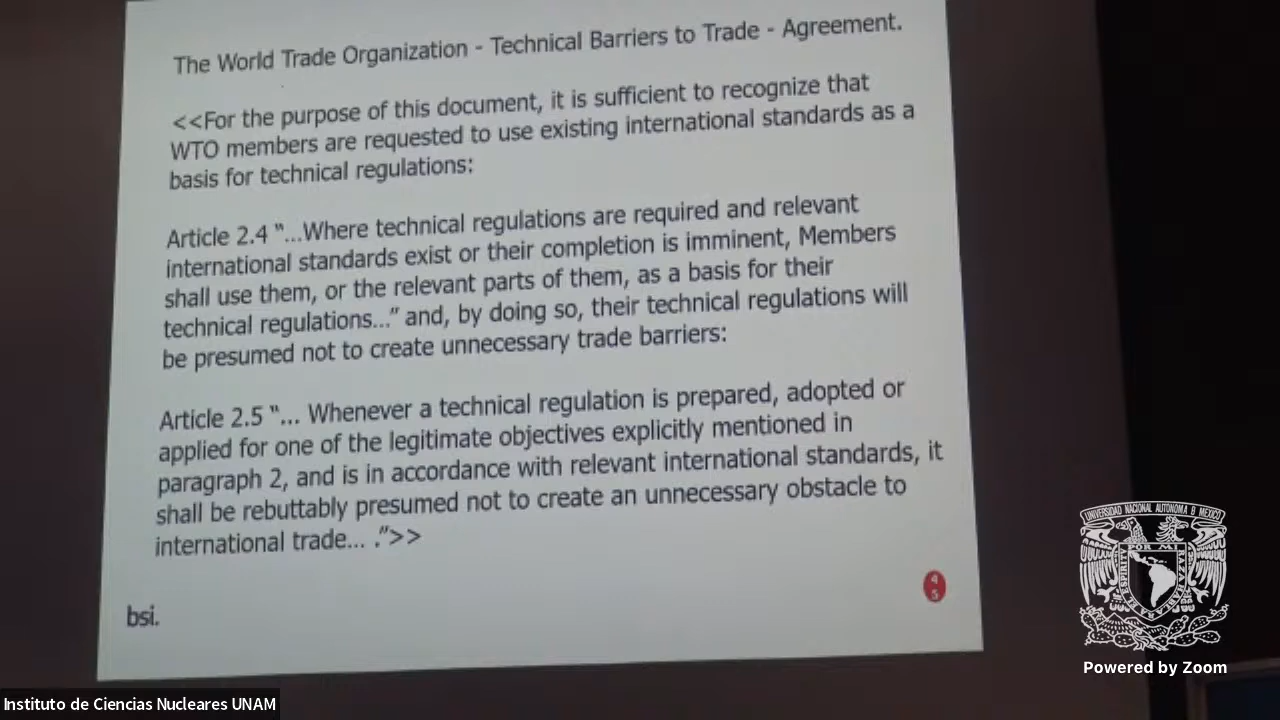 The World Trade Organization - Technical Barriers to Trade - Agreement.
<<For the purpose of this document, it is sufficient to recognize that
WTO members are requested to use existing international standards as a
basis for technical regulations:
Article 2.4 “...Where technical regulations are required and relevant
international standards exist or their completion is imminent, Members
shall use them, or the relevant parts of them, as a basis for their
technical regulations...” and, by doing so, their technical regulations will
be presumed not to create unnecessary trade barriers:
Article 2.5 “... Whenever a technical regulation is prepared, adopted or
applied for one of the legitimate objectives explicitly mentioned in
paragraph 2, and is in accordance with relevant international standards, it
shall be rebuttably presumed not to create an unnecessary obstacle to
international trade... .”>>
4
5
bsi.
UNIVERSIDAD NACIONAL AUTONOMA
POR MI
Powered by Zoom
Instituto de Ciencias Nucleares UNAM